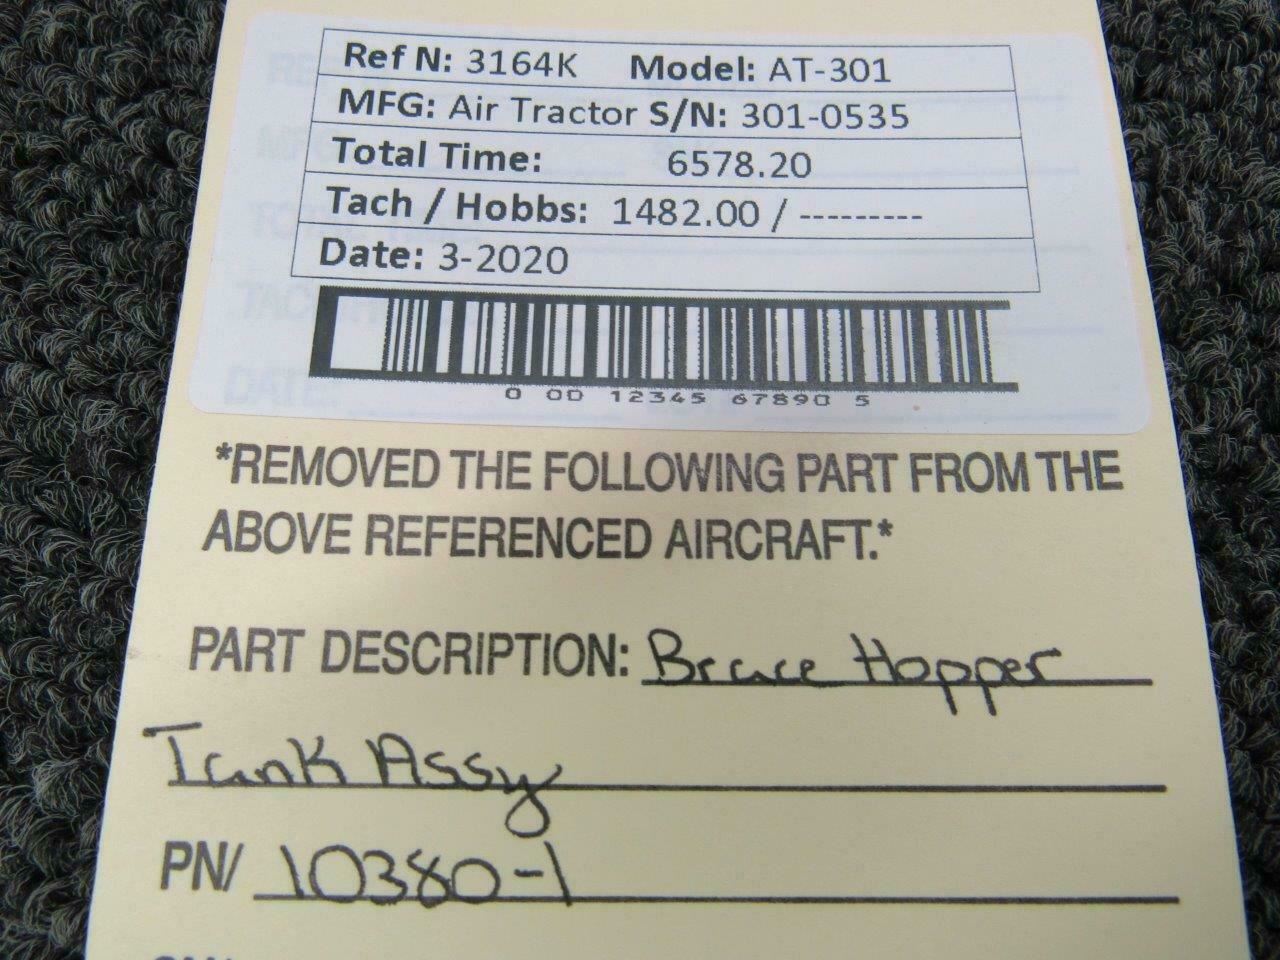 Ref N: 3164K Model: AT-301
MFG: Air Tractor S/N: 301-0535
Total Time: 6578.20
Tach / Hobbs: 1482.00 / ---------
Date: 3-2020
0 00 12345 67890 5
*REMOVED THE FOLLOWING PART FROM THE
ABOVE REFERENCED AIRCRAFT.*
PART DESCRIPTION: Brace Hopper
Tank Assy
PN/ 10380-1